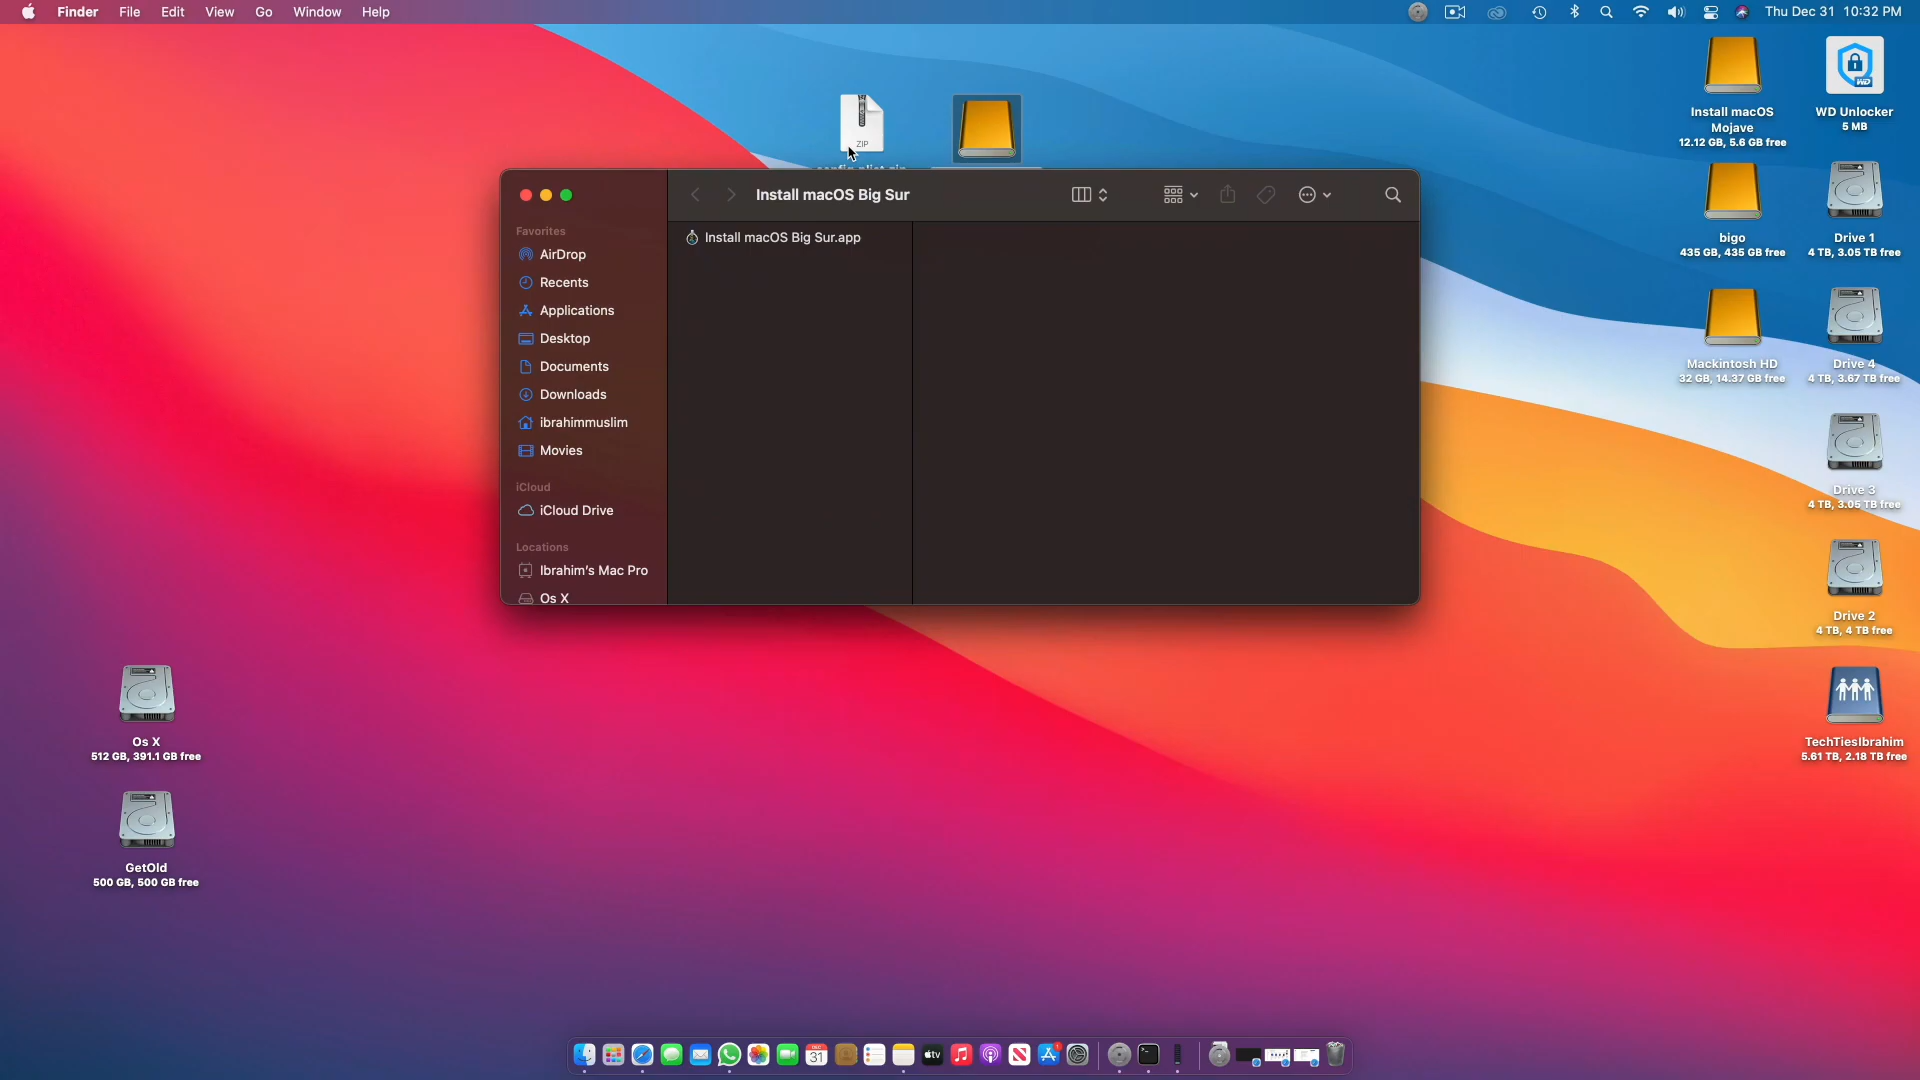 Finder File Edit View Go Window Help
Thu Dec 31 10:32 PM
ZIP
Install macOS Big Sur
Favorites
AirDrop
Recents
Applications
Desktop
Documents
Downloads
ibrahimmuslim
Movies
iCloud
iCloud Drive
Locations
Ibrahim's Mac Pro
Os X
Install macOS Big Sur.app
Install macOS
Mojave
12.12 GB, 5.6 GB free
WD
WD Unlocker
5 MB
bigo
435 GB, 435 GB free
Drive 1
4 TB, 3.05 TB free
Mackintosh HD
32 GB, 14.37 GB free
Drive 4
4 TB, 3.67 TB free
Drive 3
4 TB, 3.05 TB free
Drive 2
4 TB, 4 TB free
TechTiesIbrahim
5.61 TB, 2.18 TB free
Os X
512 GB, 391.1 GB free
GetOld
500 GB, 500 GB free
DEC
31
tv